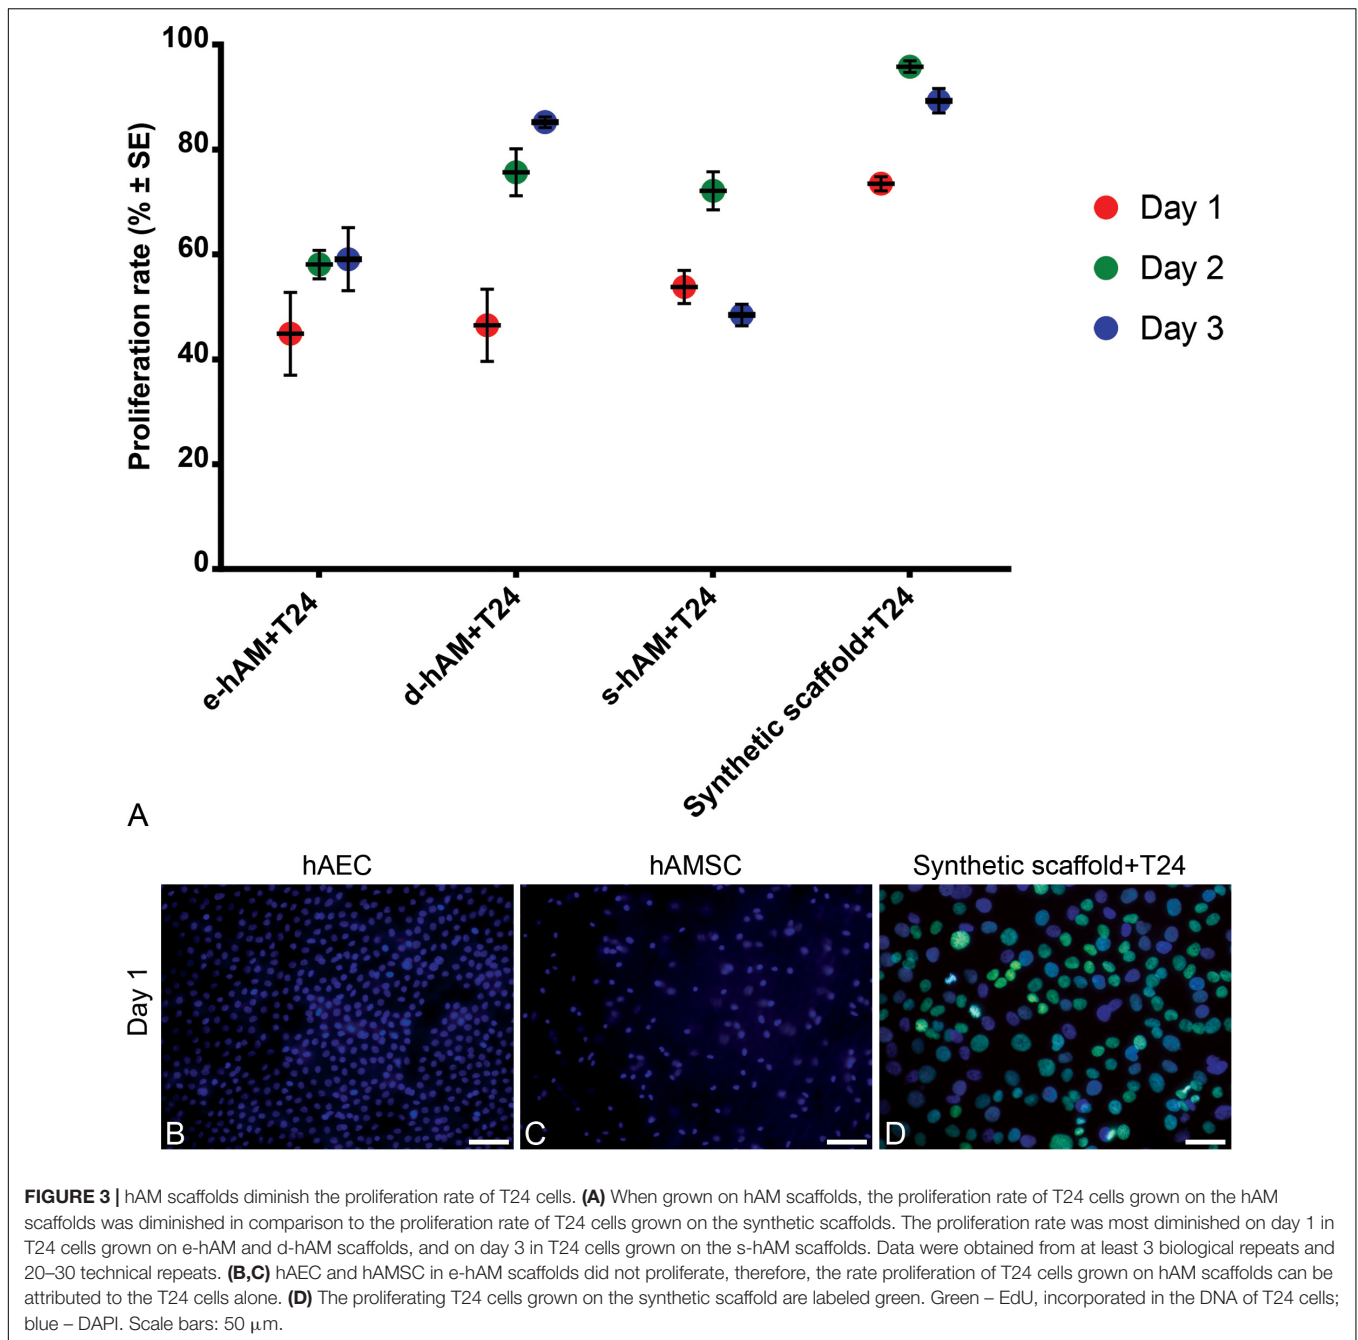 100
80
60
40
20
0
Proliferation rate (% ± SE)
Day 1
Day 2
Day 3
e-hAM+T24
d-hAM+T24
s-hAM+T24
Synthetic scaffold+T24
A
hAEC
hAMSC
Synthetic scaffold+T24
Day 1
B
C
D
FIGURE 3 | hAM scaffolds diminish the proliferation rate of T24 cells. (A) When grown on hAM scaffolds, the proliferation rate of T24 cells grown on the hAM
scaffolds was diminished in comparison to the proliferation rate of T24 cells grown on the synthetic scaffolds. The proliferation rate was most diminished on day 1 in
T24 cells grown on e-hAM and d-hAM scaffolds, and on day 3 in T24 cells grown on the s-hAM scaffolds. Data were obtained from at least 3 biological repeats and
20–30 technical repeats. (B,C) hAEC and hAMSC in e-hAM scaffolds did not proliferate, therefore, the rate proliferation of T24 cells grown on hAM scaffolds can be
attributed to the T24 cells alone. (D) The proliferating T24 cells grown on the synthetic scaffold are labeled green. Green – EdU, incorporated in the DNA of T24 cells;
blue – DAPI. Scale bars: 50 μm.